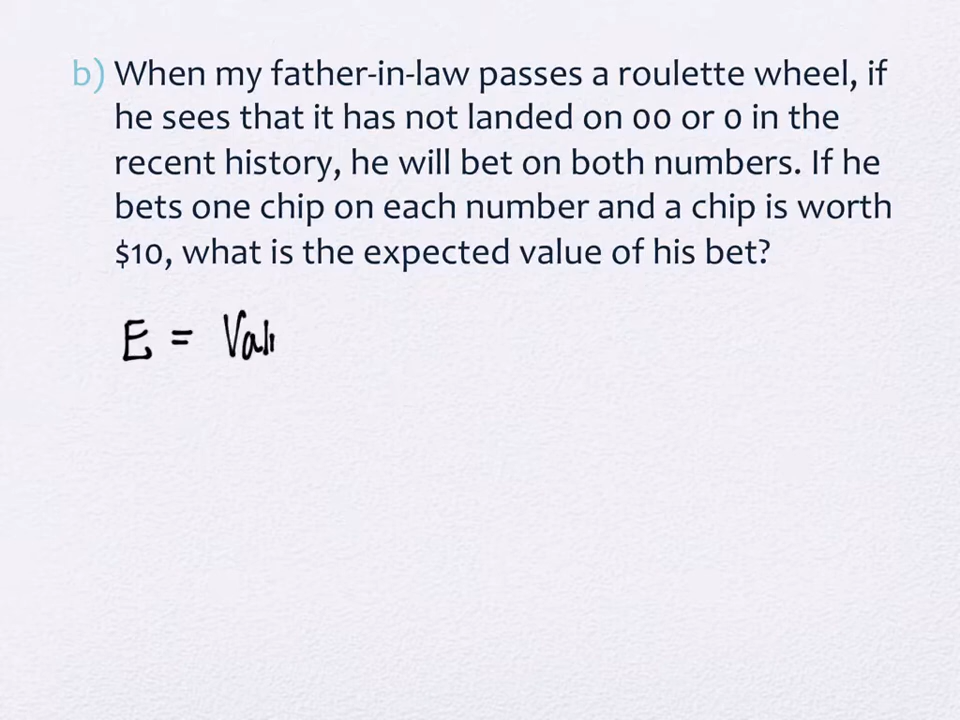 b) When my father-in-law passes a roulette wheel, if
he sees that it has not landed on 00 or 0 in the
recent history, he will bet on both numbers. If he
bets one chip on each number and a chip is worth
$10, what is the expected value of his bet?
E = Val